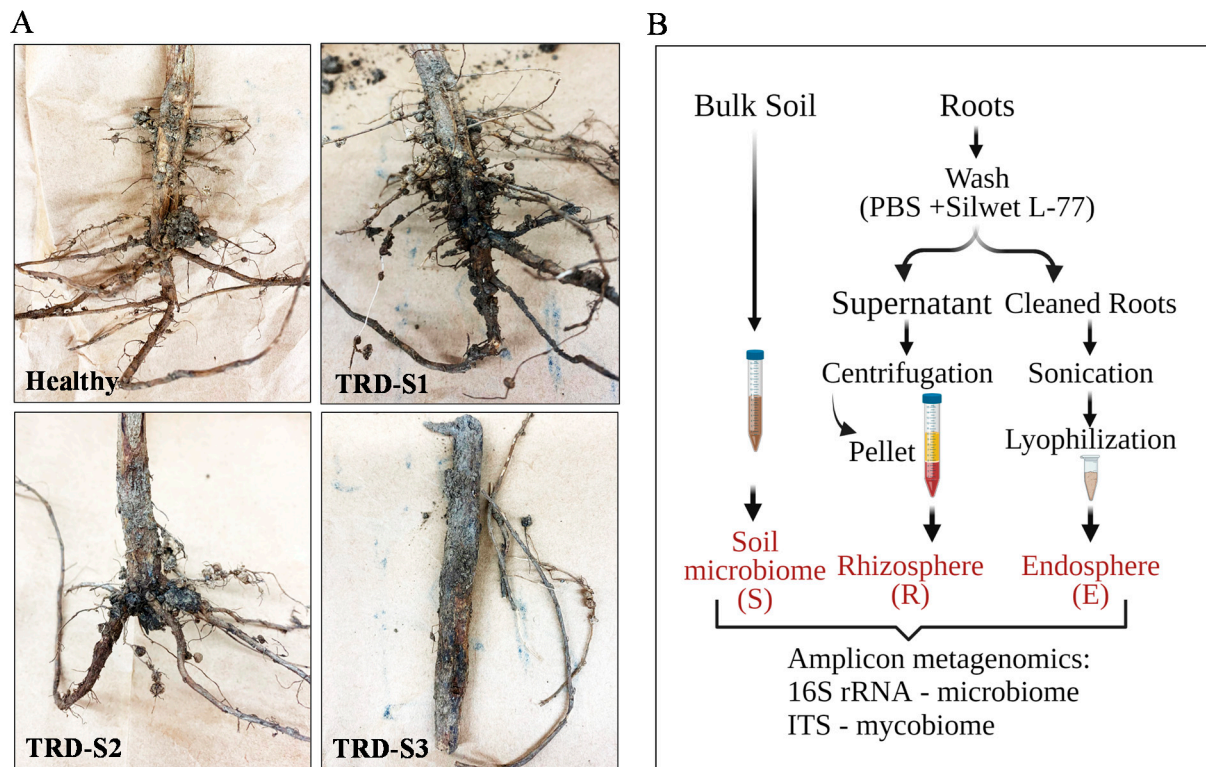 A
Healthy
TRD-S1
TRD-S2
TRD-S3
B
Bulk Soil
Roots
Wash
(PBS +Silwet L-77)
Supernatant
Cleaned Roots
Centrifugation
Sonication
Pellet
Lyophilization
Soil
microbiome
(S)
Rhizosphere
(R)
Endosphere
(E)
Amplicon metagenomics:
16S rRNA - microbiome
ITS - mycobiome